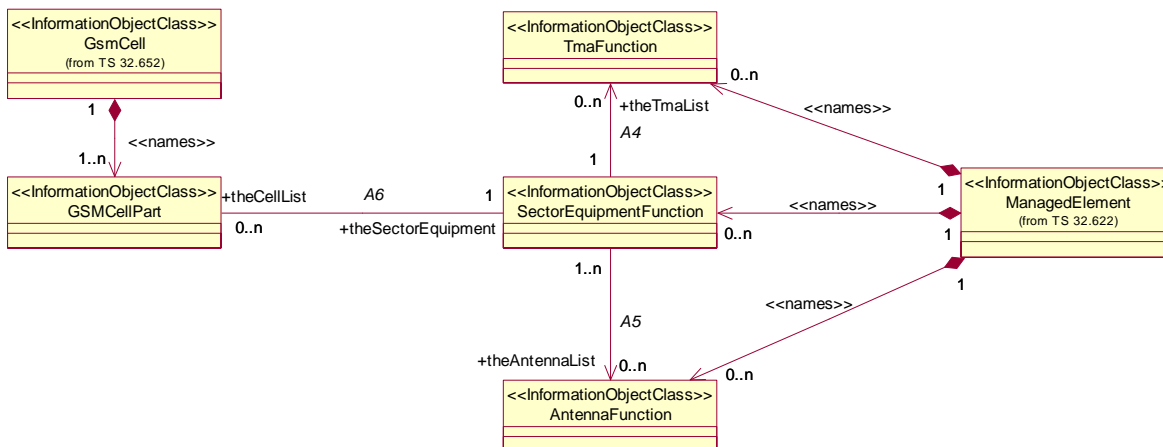 <<InformationObjectClass>>
GsmCell
(from TS 32.652)
1
<<names>>
1..n
<<InformationObjectClass>>
GSMCellPart
+theCellList
A6
1
0..n
+theSectorEquipment
<<InformationObjectClass>>
TmaFunction
0..n
+theTmaList
A4
1
<<InformationObjectClass>>
SectorEquipmentFunction
1..n
A5
+theAntennaList
0..n
<<InformationObjectClass>>
AntennaFunction
0..n
<<names>>
1
<<names>>
0..n
1
<<InformationObjectClass>>
ManagedElement
(from TS 32.622)
<<names>>
1
0..n